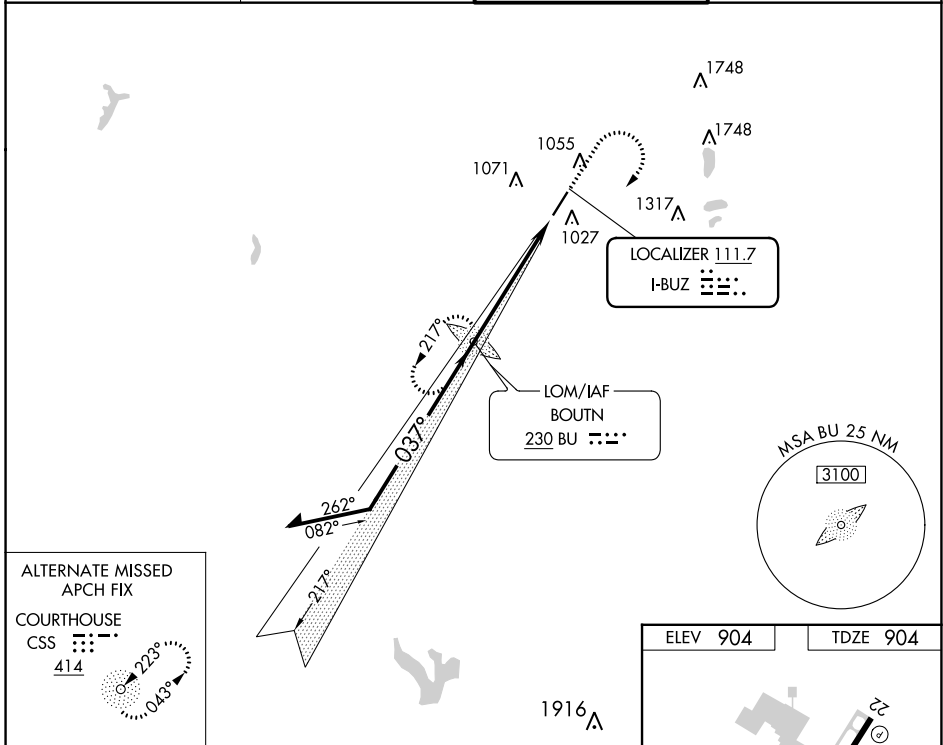 1748
1748
1055
1071
1317
1027
LOCALIZER 111.7
I-BUZ
217°
LOM/IAF
BOUTN
230 BU
037°
MSA BU 25 NM
3100
262°
082°
217°
ALTERNATE MISSED
APCH FIX
COURTHOUSE
CSS
414
223°
043°
ELEV 904
TDZE 904
1916
22
P